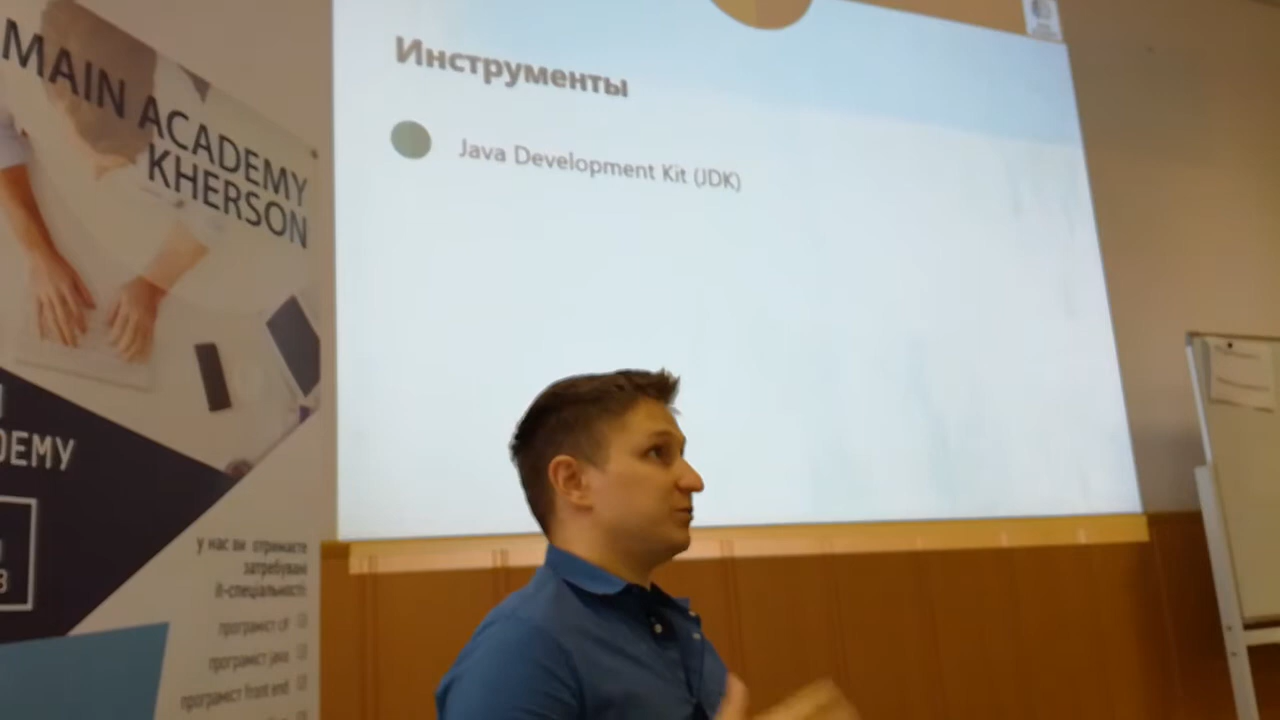 MAIN ACADEMY
KHERSON
Инструменты
Java Development Kit (JDK)
DEMY
у нас ви отримаєте
затребувані
it-спеціальності
програміст c#
програміст java
програміст front end